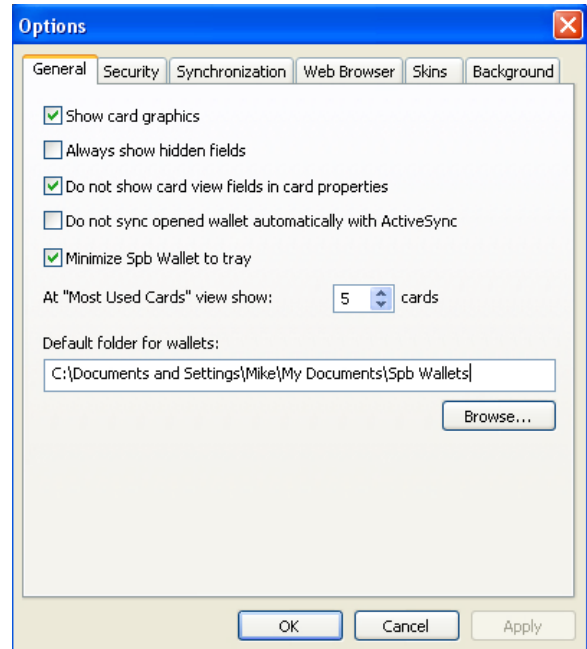 Options
General Security Synchronization Web Browser Skins Background
Show card graphics
Always show hidden fields
Do not show card view fields in card properties
Do not sync opened wallet automatically with ActiveSync
Minimize Spb Wallet to tray
At "Most Used Cards" view show: 5 cards
Default folder for wallets:
C:\Documents and Settings\Mike\My Documents\Spb Wallets
Browse...
OK Cancel Apply